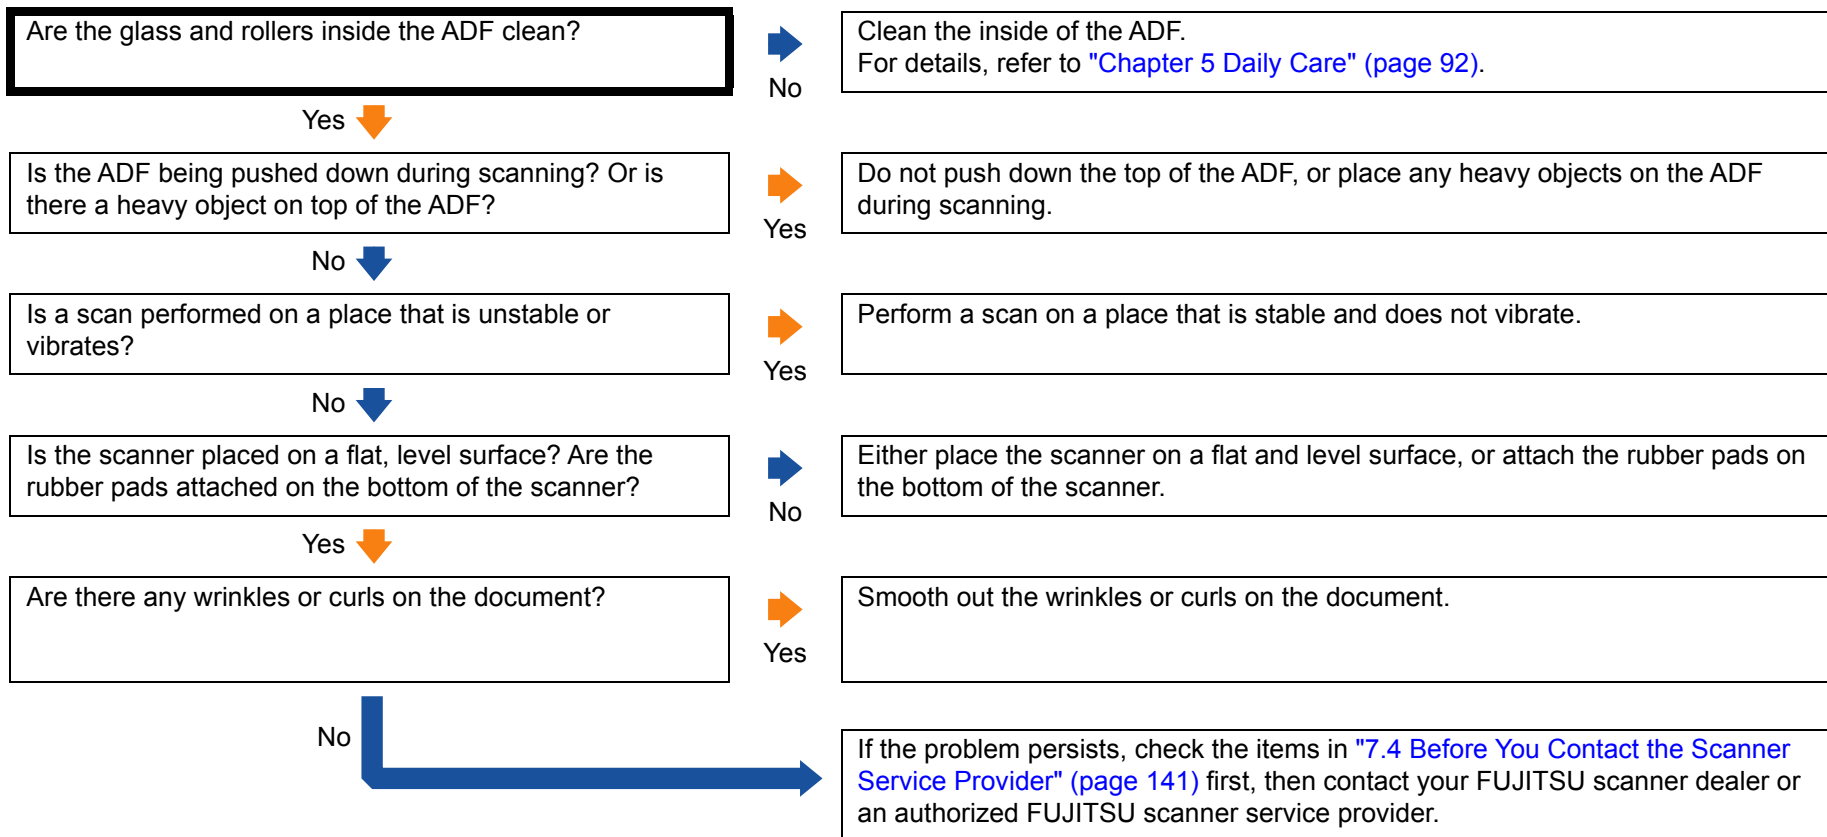 Are the glass and rollers inside the ADF clean?
No
Clean the inside of the ADF.
For details, refer to "Chapter 5 Daily Care" (page 92).
Yes
Is the ADF being pushed down during scanning? Or is
there a heavy object on top of the ADF?
Yes
Do not push down the top of the ADF, or place any heavy objects on the ADF
during scanning.
No
Is a scan performed on a place that is unstable or
vibrates?
Yes
Perform a scan on a place that is stable and does not vibrate.
No
Is the scanner placed on a flat, level surface? Are the
rubber pads attached on the bottom of the scanner?
No
Either place the scanner on a flat and level surface, or attach the rubber pads on
the bottom of the scanner.
Yes
Are there any wrinkles or curls on the document?
Yes
Smooth out the wrinkles or curls on the document.
No
If the problem persists, check the items in "7.4 Before You Contact the Scanner
Service Provider" (page 141) first, then contact your FUJITSU scanner dealer or
an authorized FUJITSU scanner service provider.